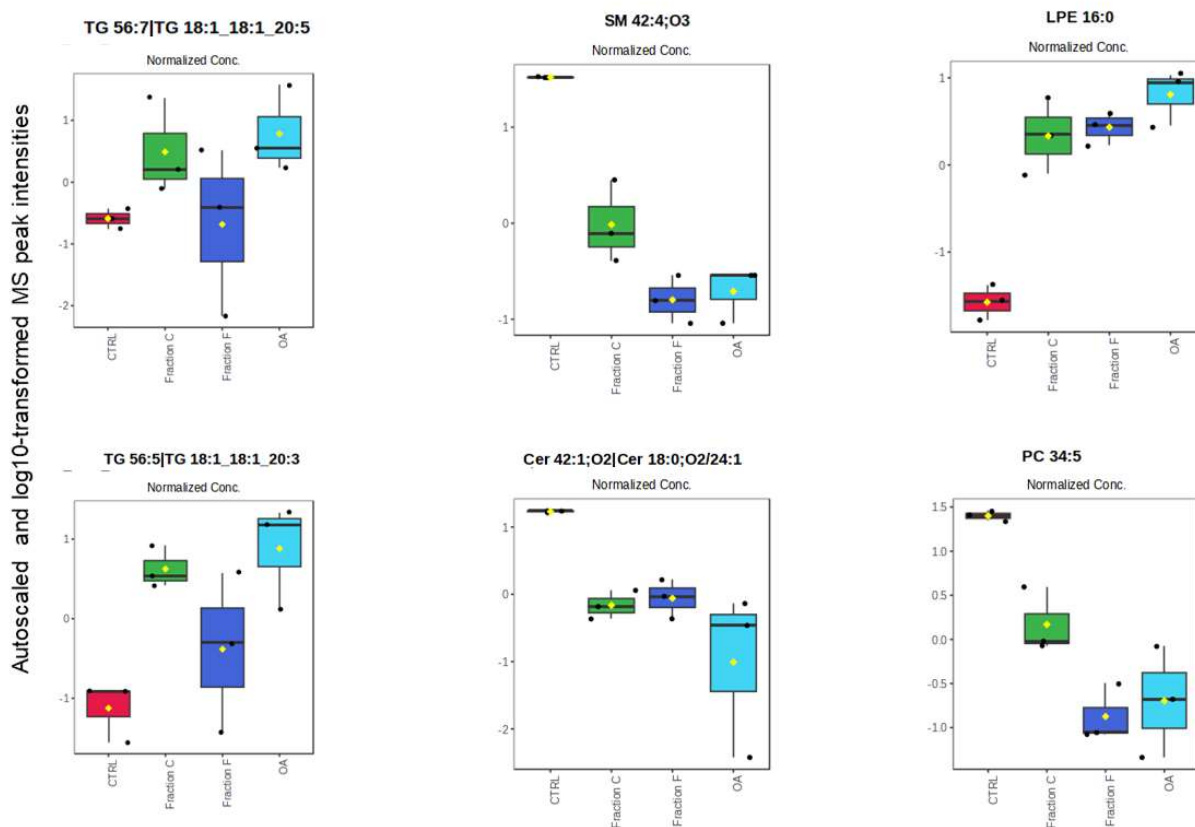 Autoscaled and log10-transformed MS peak intensities
TG 56:7|TG 18:1_18:1_20:5
Normalized Conc.
1
0
-1
-2
CTRL
Fraction C
Fraction F
OA
SM 42:4;O3
Normalized Conc.
1
0
-1
CTRL
Fraction C
Fraction F
OA
LPE 16:0
Normalized Conc.
1
0
-1
CTRL
Fraction C
Fraction F
OA
TG 56:5|TG 18:1_18:1_20:3
Normalized Conc.
1
0
-1
CTRL
Fraction C
Fraction F
OA
Cer 42:1;O2|Cer 18:0;O2/24:1
Normalized Conc.
1
0
-1
-2
CTRL
Fraction C
Fraction F
OA
PC 34:5
Normalized Conc.
1.5
1.0
0.5
0.0
-0.5
-1.0
CTRL
Fraction C
Fraction F
OA